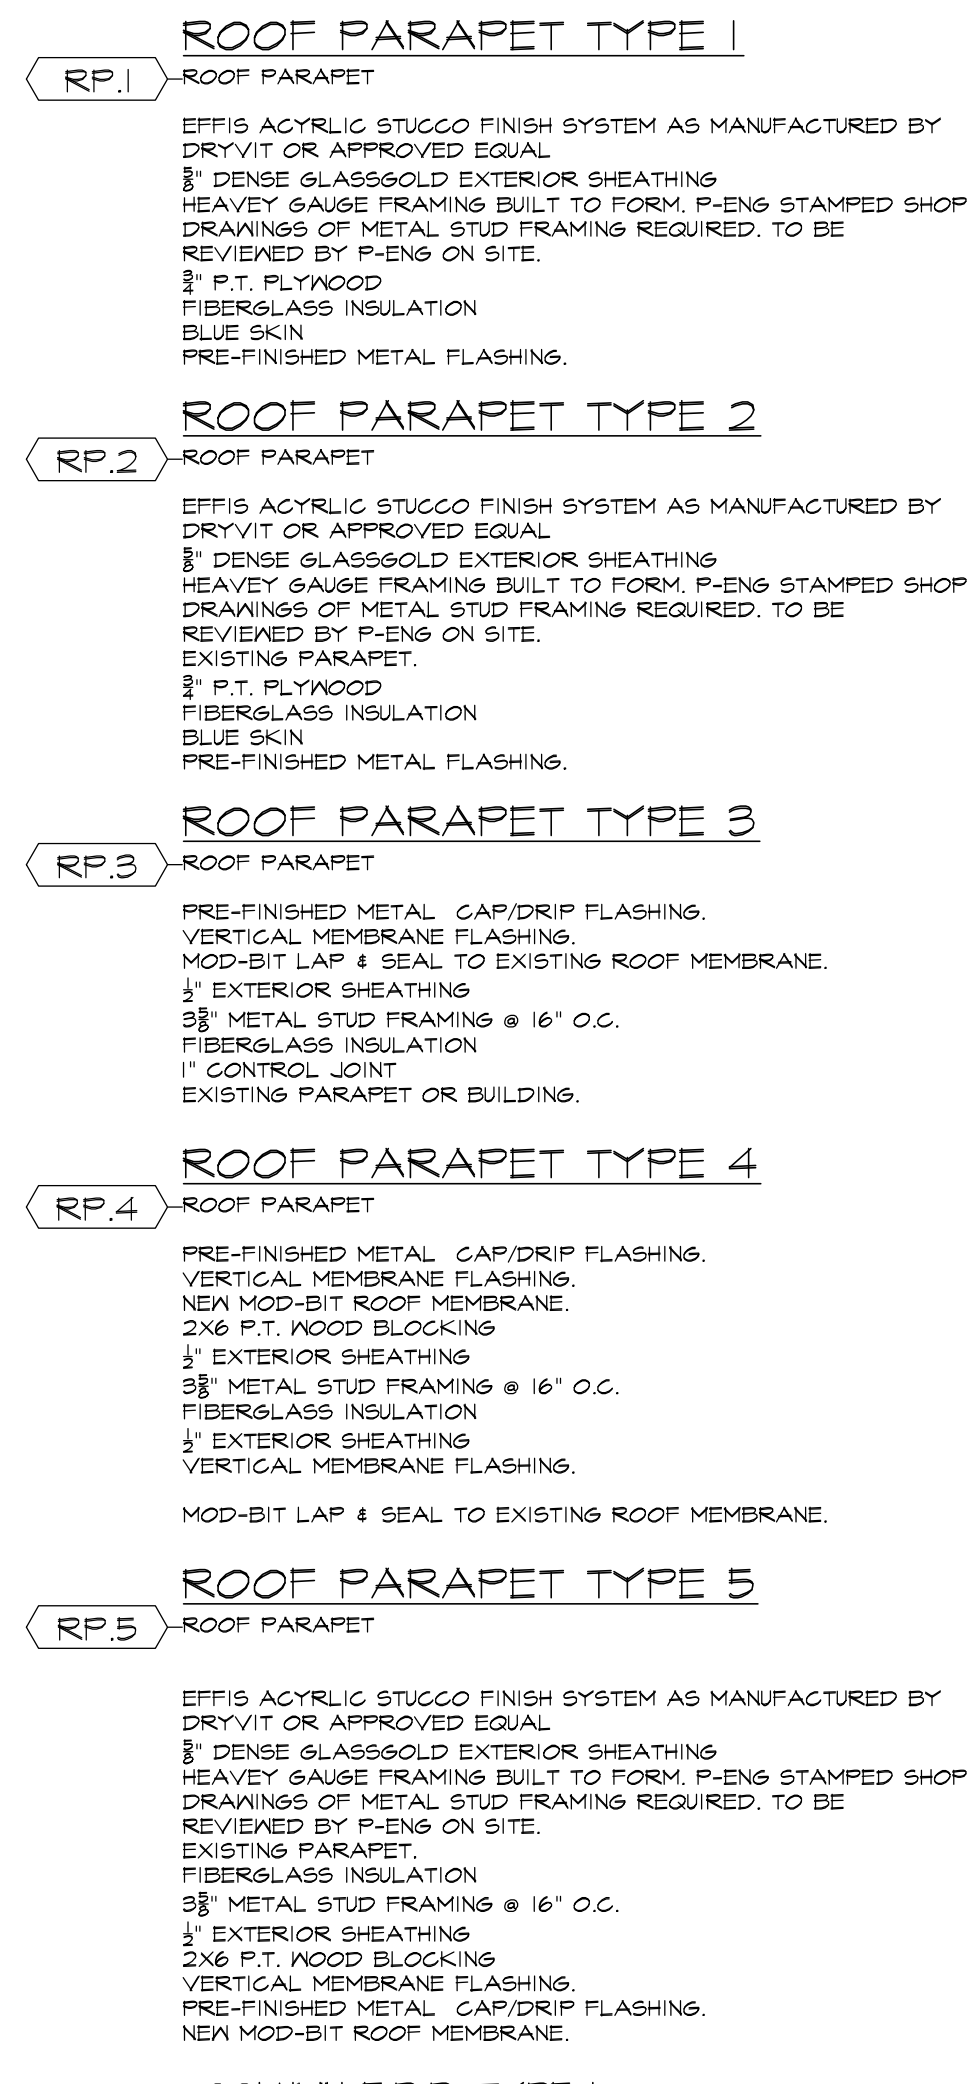 ROOF PARAPET TYPE 1
RP.1
ROOF PARAPET
EFFIS ACYRLIC STUCCO FINISH SYSTEM AS MANUFACTURED BY
DRYVIT OR APPROVED EQUAL
5/8" DENSE GLASSGOLD EXTERIOR SHEATHING
HEAVEY GAUGE FRAMING BUILT TO FORM. P-ENG STAMPED SHOP
DRAWINGS OF METAL STUD FRAMING REQUIRED. TO BE
REVIEWED BY P-ENG ON SITE.
3/4" P.T. PLYWOOD
FIBERGLASS INSULATION
BLUE SKIN
PRE-FINISHED METAL FLASHING.
ROOF PARAPET TYPE 2
RP.2
ROOF PARAPET
EFFIS ACYRLIC STUCCO FINISH SYSTEM AS MANUFACTURED BY
DRYVIT OR APPROVED EQUAL
5/8" DENSE GLASSGOLD EXTERIOR SHEATHING
HEAVEY GAUGE FRAMING BUILT TO FORM. P-ENG STAMPED SHOP
DRAWINGS OF METAL STUD FRAMING REQUIRED. TO BE
REVIEWED BY P-ENG ON SITE.
EXISTING PARAPET.
3/4" P.T. PLYWOOD
FIBERGLASS INSULATION
BLUE SKIN
PRE-FINISHED METAL FLASHING.
ROOF PARAPET TYPE 3
RP.3
ROOF PARAPET
PRE-FINISHED METAL CAP/DRIP FLASHING.
VERTICAL MEMBRANE FLASHING.
MOD-BIT LAP & SEAL TO EXISTING ROOF MEMBRANE.
1/2" EXTERIOR SHEATHING
3 5/8" METAL STUD FRAMING @ 16" O.C.
FIBERGLASS INSULATION
1" CONTROL JOINT
EXISTING PARAPET OR BUILDING.
ROOF PARAPET TYPE 4
RP.4
ROOF PARAPET
PRE-FINISHED METAL CAP/DRIP FLASHING.
VERTICAL MEMBRANE FLASHING.
NEW MOD-BIT ROOF MEMBRANE.
2X6 P.T. WOOD BLOCKING
1/2" EXTERIOR SHEATHING
3 5/8" METAL STUD FRAMING @ 16" O.C.
FIBERGLASS INSULATION
1/2" EXTERIOR SHEATHING
VERTICAL MEMBRANE FLASHING.
MOD-BIT LAP & SEAL TO EXISTING ROOF MEMBRANE.
ROOF PARAPET TYPE 5
RP.5
ROOF PARAPET
EFFIS ACYRLIC STUCCO FINISH SYSTEM AS MANUFACTURED BY
DRYVIT OR APPROVED EQUAL
5/8" DENSE GLASSGOLD EXTERIOR SHEATHING
HEAVEY GAUGE FRAMING BUILT TO FORM. P-ENG STAMPED SHOP
DRAWINGS OF METAL STUD FRAMING REQUIRED. TO BE
REVIEWED BY P-ENG ON SITE.
EXISTING PARAPET.
FIBERGLASS INSULATION
3 5/8" METAL STUD FRAMING @ 16" O.C.
1/2" EXTERIOR SHEATHING
2X6 P.T. WOOD BLOCKING
VERTICAL MEMBRANE FLASHING.
PRE-FINISHED METAL CAP/DRIP FLASHING.
NEW MOD-BIT ROOF MEMBRANE.